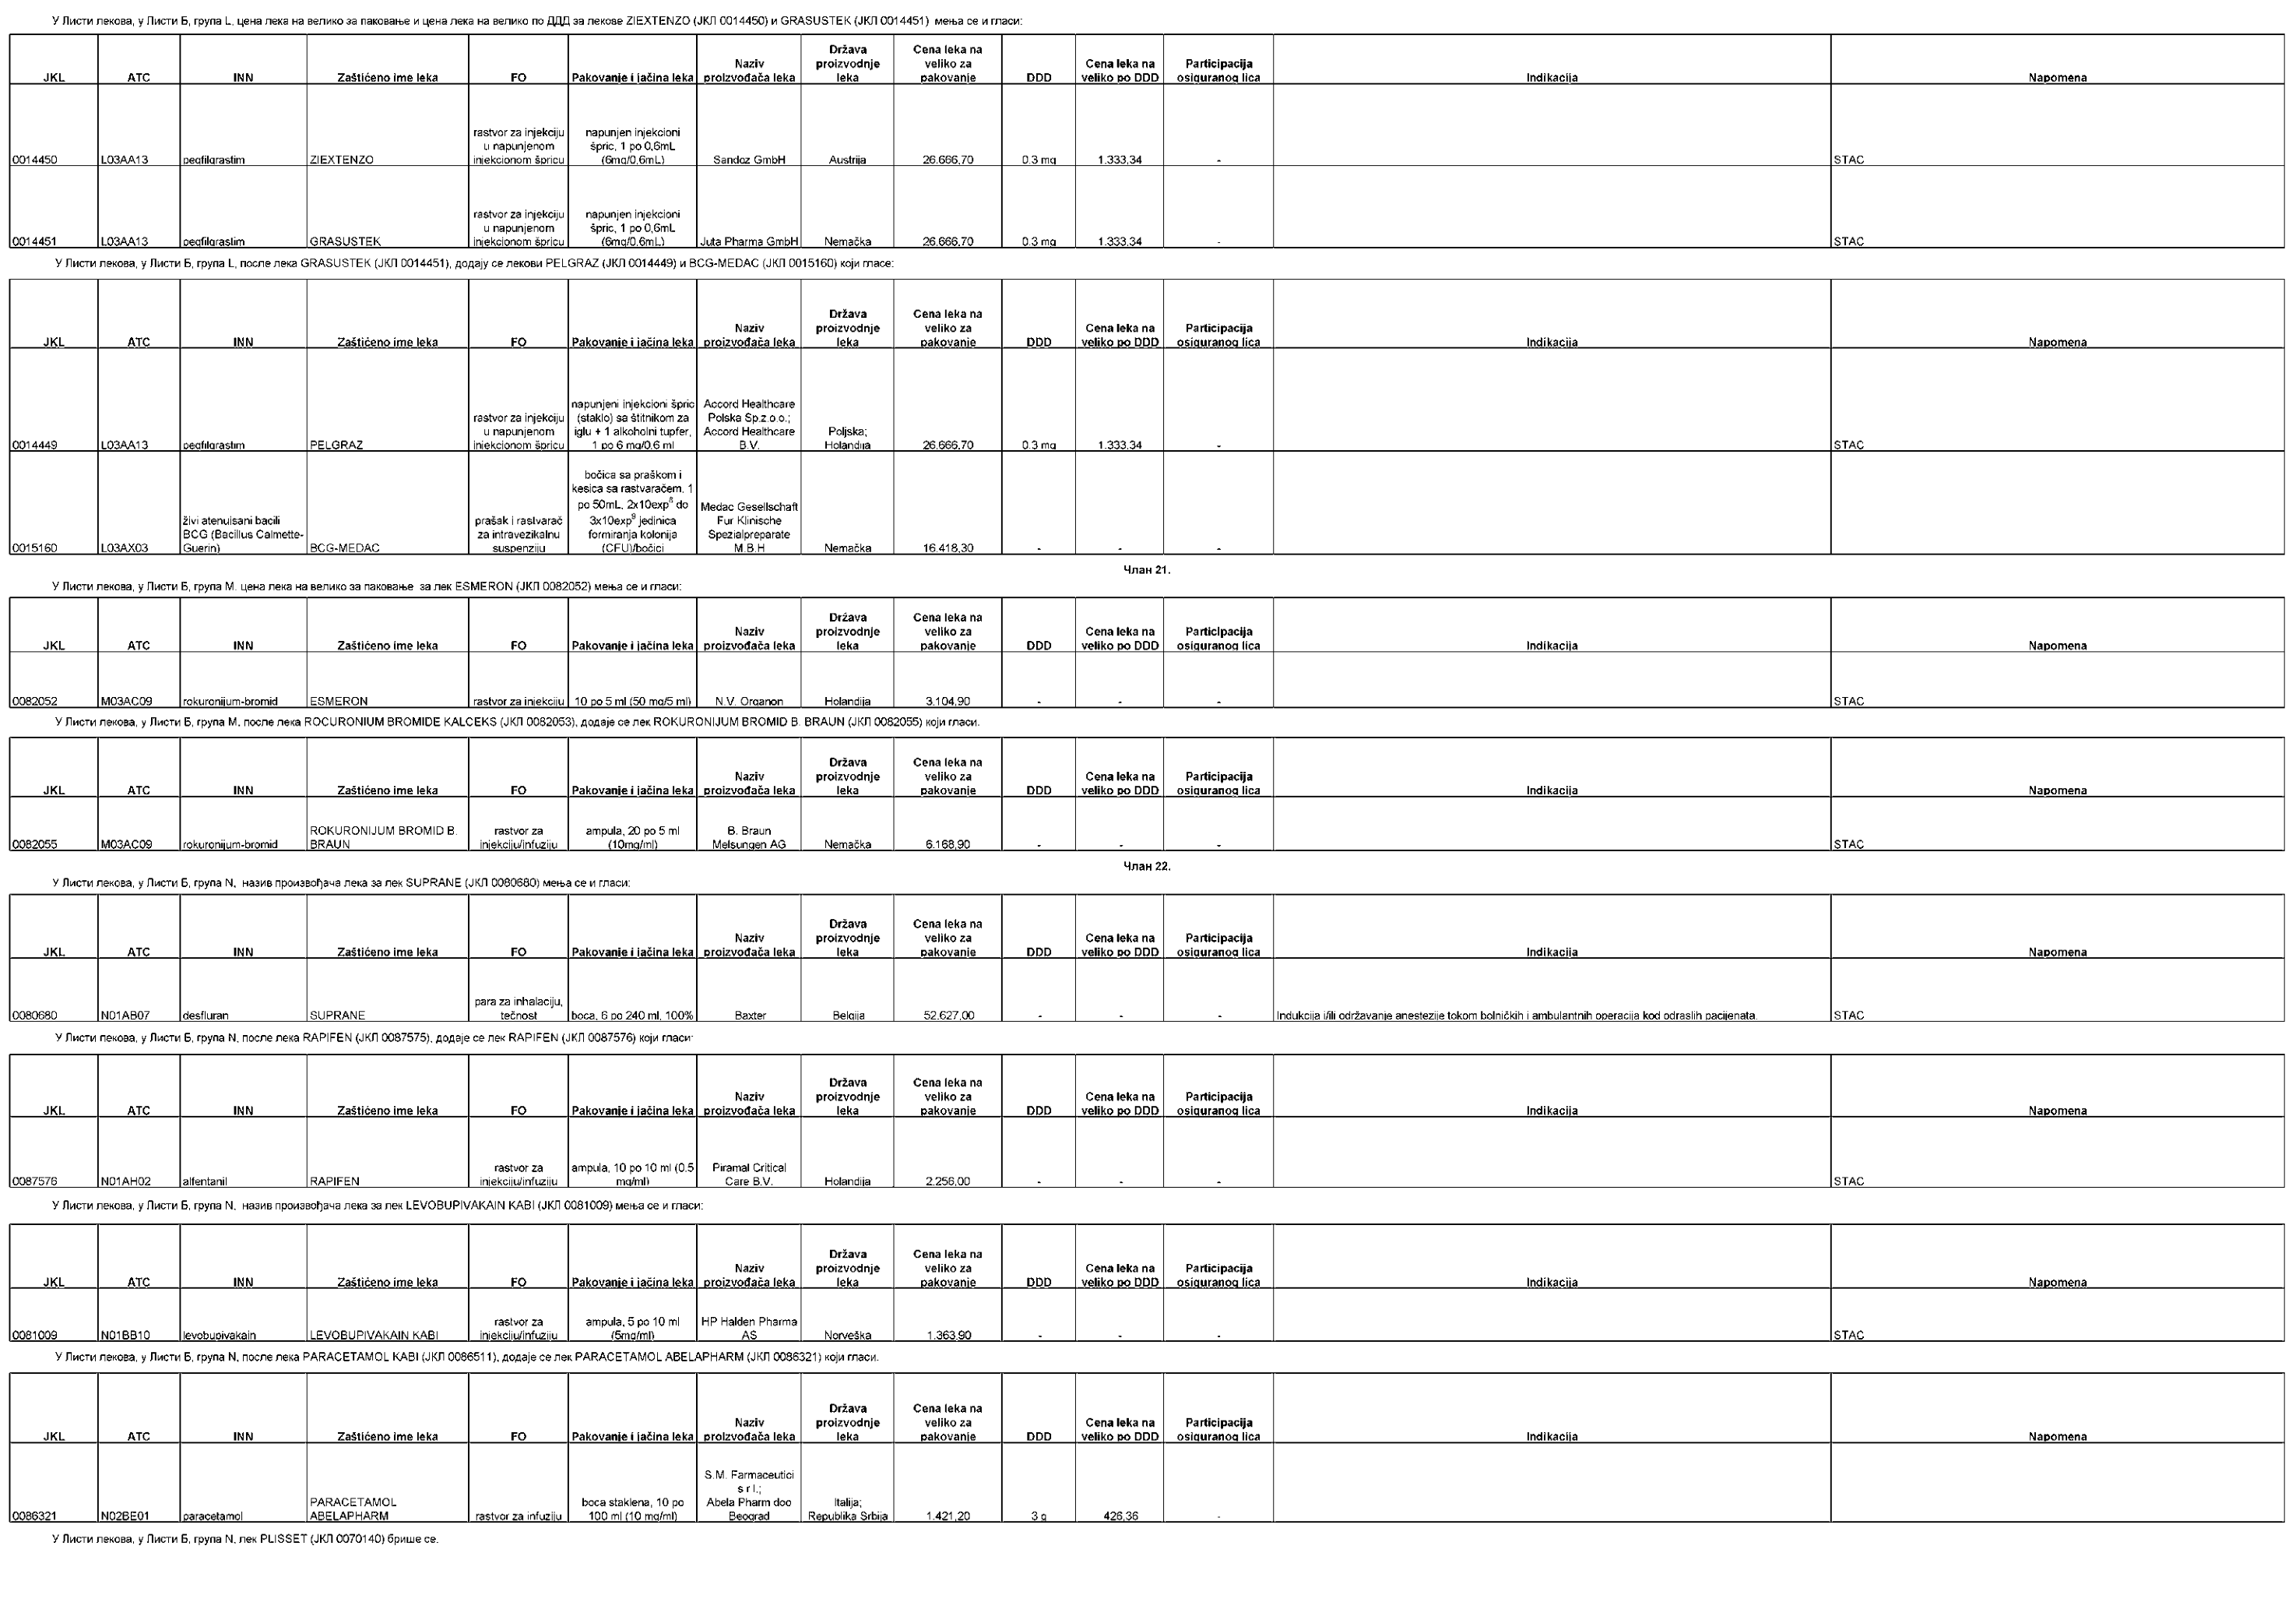 У Листи лекова, у Листи Б, група L, цена лека на велико за паковање и цена лека на велико по ДДД за лекове ZIEXTENZO (ЈКЛ 0014450) и GRASUSTEK (ЈКЛ 0014451) мења се и гласи:
JKL ATC INN Zaštićeno ime leka FO Pakovanje i jačina leka Naziv proizvođača leka Država proizvodnje leka Cena leka na veliko za pakovanje DDD Cena leka na veliko po DDD Participacija osiguranog lica Indikacija Napomena
0014450 L03AA13 pegfilgrastim ZIEXTENZO rastvor za injekciju u napunjenom injekcionom špricu napunjen injekcioni špric, 1 po 0,6mL (6mg/0,6mL) Sandoz GmbH Austrija 26.666,70 0.3 mg 1.333,34 - STAC
0014451 L03AA13 pegfilgrastim GRASUSTEK rastvor za injekciju u napunjenom injekcionom špricu napunjen injekcioni špric, 1 po 0,6mL (6mg/0,6mL) Juta Pharma GmbH Nemačka 26.666,70 0.3 mg 1.333,34 - STAC
У Листи лекова, у Листи Б, група L, после лека GRASUSTEK (ЈКЛ 0014451), додају се лекови PELGRAZ (ЈКЛ 0014449) и BCG-MEDAC (ЈКЛ 0015160) који гласе:
JKL ATC INN Zaštićeno ime leka FO Pakovanje i jačina leka Naziv proizvođača leka Država proizvodnje leka Cena leka na veliko za pakovanje DDD Cena leka na veliko po DDD Participacija osiguranog lica Indikacija Napomena
0014449 L03AA13 pegfilgrastim PELGRAZ rastvor za injekciju u napunjenom injekcionom špricu napunjeni injekcioni špric (staklo) sa štitnikom za iglu + 1 alkoholni tupfer, 1 po 6 mg/0.6 ml Accord Healthcare Polska Sp.z.o.o.; Accord Healthcare B.V. Poljska; Holandija 26.666,70 0.3 mg 1.333,34 - STAC
0015160 L03AX03 živi atenuisani bacili BCG (Bacillus Calmette-Guerin) BCG-MEDAC prašak i rastvarač za intravezikalnu suspenziju bočica sa praškom i kesica sa rastvaračem, 1 po 50mL, 2x10exp⁸ do 3x10exp⁹ jedinica formiranja kolonija (CFU)/bočici Medac Gesellschaft Fur Klinische Spezialpreparate M.B.H Nemačka 16.418,30 - - -
Члан 21.
У Листи лекова, у Листи Б, група М, цена лека на велико за паковање за лек ESMERON (ЈКЛ 0082052) мења се и гласи:
JKL ATC INN Zaštićeno ime leka FO Pakovanje i jačina leka Naziv proizvođača leka Država proizvodnje leka Cena leka na veliko za pakovanje DDD Cena leka na veliko po DDD Participacija osiguranog lica Indikacija Napomena
0082052 M03AC09 rokuronijum-bromid ESMERON rastvor za injekciju 10 po 5 ml (50 mg/5 ml) N.V. Organon Holandija 3.104,90 - - - STAC
У Листи лекова, у Листи Б, група М, после лека ROCURONIUM BROMIDE KALCEKS (ЈКЛ 0082053), додаје се лек ROKURONIJUM BROMID B. BRAUN (ЈКЛ 0082055) који гласи:
JKL ATC INN Zaštićeno ime leka FO Pakovanje i jačina leka Naziv proizvođača leka Država proizvodnje leka Cena leka na veliko za pakovanje DDD Cena leka na veliko po DDD Participacija osiguranog lica Indikacija Napomena
0082055 M03AC09 rokuronijum-bromid ROKURONIJUM BROMID B. BRAUN rastvor za injekciju/infuziju ampula, 20 po 5 ml (10mg/ml) B. Braun Melsungen AG Nemačka 6.168,90 - - - STAC
Члан 22.
У Листи лекова, у Листи Б, група N, назив произвођача лека за лек SUPRANE (ЈКЛ 0080680) мења се и гласи:
JKL ATC INN Zaštićeno ime leka FO Pakovanje i jačina leka Naziv proizvođača leka Država proizvodnje leka Cena leka na veliko za pakovanje DDD Cena leka na veliko po DDD Participacija osiguranog lica Indikacija Napomena
0080680 N01AB07 desfluran SUPRANE para za inhalaciju, tečnost boca, 6 po 240 ml, 100% Baxter Belgija 52.627,00 - - - Indukcija i/ili održavanje anestezije tokom bolničkih i ambulantnih operacija kod odraslih pacijenata. STAC
У Листи лекова, у Листи Б, група N, после лека RAPIFEN (ЈКЛ 0087575), додаје се лек RAPIFEN (ЈКЛ 0087576) који гласи:
JKL ATC INN Zaštićeno ime leka FO Pakovanje i jačina leka Naziv proizvođača leka Država proizvodnje leka Cena leka na veliko za pakovanje DDD Cena leka na veliko po DDD Participacija osiguranog lica Indikacija Napomena
0087576 N01AH02 alfentanil RAPIFEN rastvor za injekciju/infuziju ampula, 10 po 10 ml (0.5 mg/ml) Piramal Critical Care B.V. Holandija 2.256,00 - - - STAC
У Листи лекова, у Листи Б, група N, назив произвођача лека за лек LEVOBUPIVAKAIN KABI (ЈКЛ 0081009) мења се и гласи:
JKL ATC INN Zaštićeno ime leka FO Pakovanje i jačina leka Naziv proizvođača leka Država proizvodnje leka Cena leka na veliko za pakovanje DDD Cena leka na veliko po DDD Participacija osiguranog lica Indikacija Napomena
0081009 N01BB10 levobupivakain LEVOBUPIVAKAIN KABI rastvor za injekciju/infuziju ampula, 5 po 10 ml (5mg/ml) HP Halden Pharma AS Norveška 1.363,90 - - - STAC
У Листи лекова, у Листи Б, група N, после лека PARACETAMOL KABI (ЈКЛ 0086511), додаје се лек PARACETAMOL ABELAPHARM (ЈКЛ 0086321) који гласи:
JKL ATC INN Zaštićeno ime leka FO Pakovanje i jačina leka Naziv proizvođača leka Država proizvodnje leka Cena leka na veliko za pakovanje DDD Cena leka na veliko po DDD Participacija osiguranog lica Indikacija Napomena
0086321 N02BE01 paracetamol PARACETAMOL ABELAPHARM rastvor za infuziju boca staklena, 10 po 100 ml (10 mg/ml) S.M. Farmaceutici s.r.l.; Abela Pharm doo Beograd Italija; Republika Srbija 1.421,20 3 g 426,36 -
У Листи лекова, у Листи Б, група N, лек PLISSET (ЈКЛ 0070140) брише се.